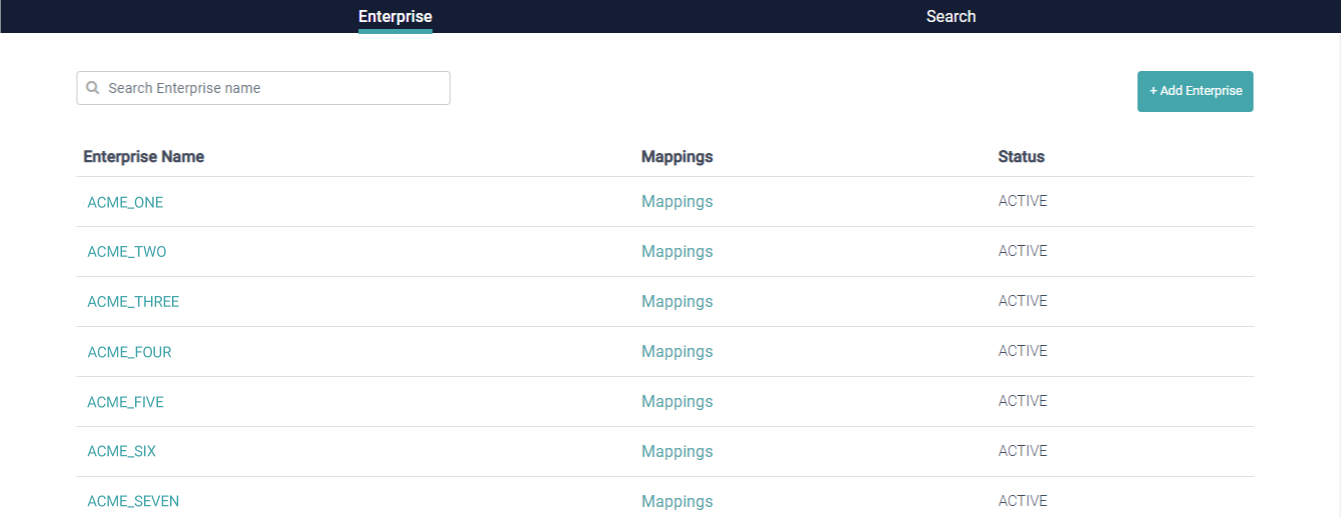 Enterprise Search
Search Enterprise name
+ Add Enterprise
Enterprise Name Mappings Status
ACME_ONE Mappings ACTIVE
ACME_TWO Mappings ACTIVE
ACME_THREE Mappings ACTIVE
ACME_FOUR Mappings ACTIVE
ACME_FIVE Mappings ACTIVE
ACME_SIX Mappings ACTIVE
ACME_SEVEN Mappings ACTIVE